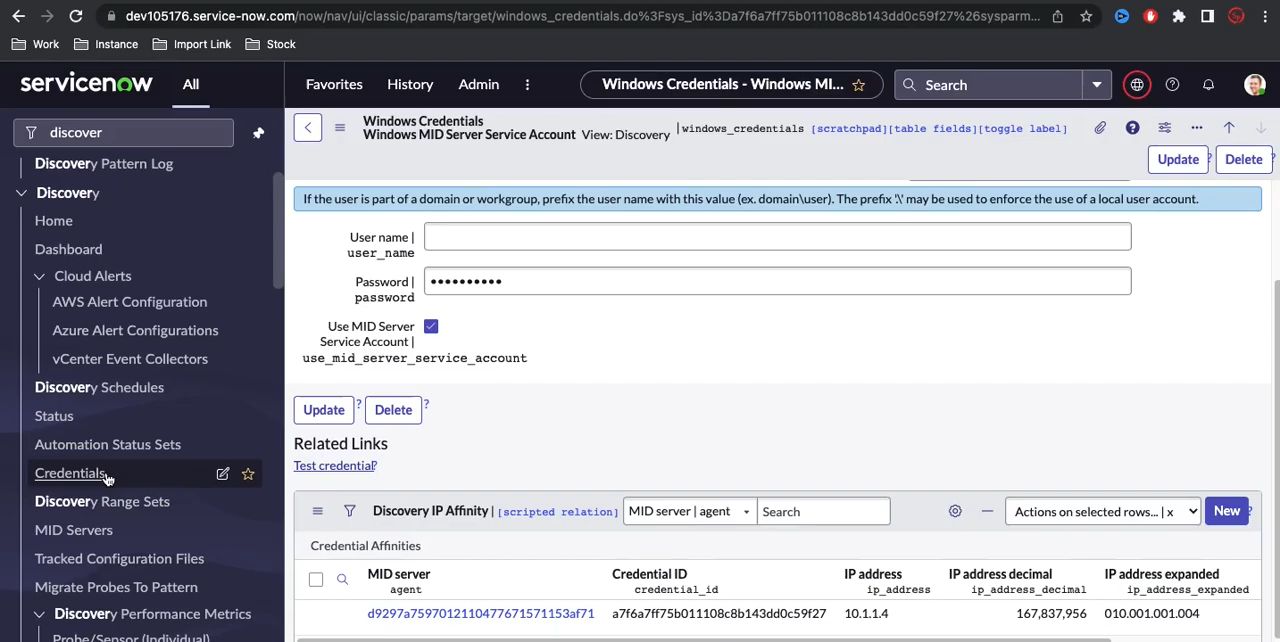 dev105176.service-now.com/now/nav/ui/classic/params/target/windows_credentials.do%3Fsys_id%3Da7f6a7ff75b011108c8b143dd0c59f27%26sysparm...
Work Instance Import Link Stock
servicenow All Favorites History Admin Windows Credentials - Windows MI... Search
discover
Discovery Pattern Log
Discovery
Home
Dashboard
Cloud Alerts
AWS Alert Configuration
Azure Alert Configurations
vCenter Event Collectors
Discovery Schedules
Status
Automation Status Sets
Credentials
Discovery Range Sets
MID Servers
Tracked Configuration Files
Migrate Probes To Pattern
Discovery Performance Metrics
Probe/Sensor (Individual)
Windows Credentials
Windows MID Server Service Account View: Discovery | windows_credentials [scratchpad][table fields][toggle label]
Update ? Delete ?
If the user is part of a domain or workgroup, prefix the user name with this value (ex. domain\user). The prefix '.\' may be used to enforce the use of a local user account.
User name |
user_name
Password | ••••••••••
password
Use MID Server
Service Account |
use_mid_server_service_account
Update ? Delete ?
Related Links
Test credential?
Discovery IP Affinity | [scripted relation] MID server | agent Search Actions on selected rows... | x New ?
Credential Affinities
MID server Credential ID IP address IP address decimal IP address expanded
agent credential_id ip_address ip_address_decimal ip_address_expanded
d9297a7597012110477671571153af71 a7f6a7ff75b011108c8b143dd0c59f27 10.1.1.4 167,837,956 010.001.001.004